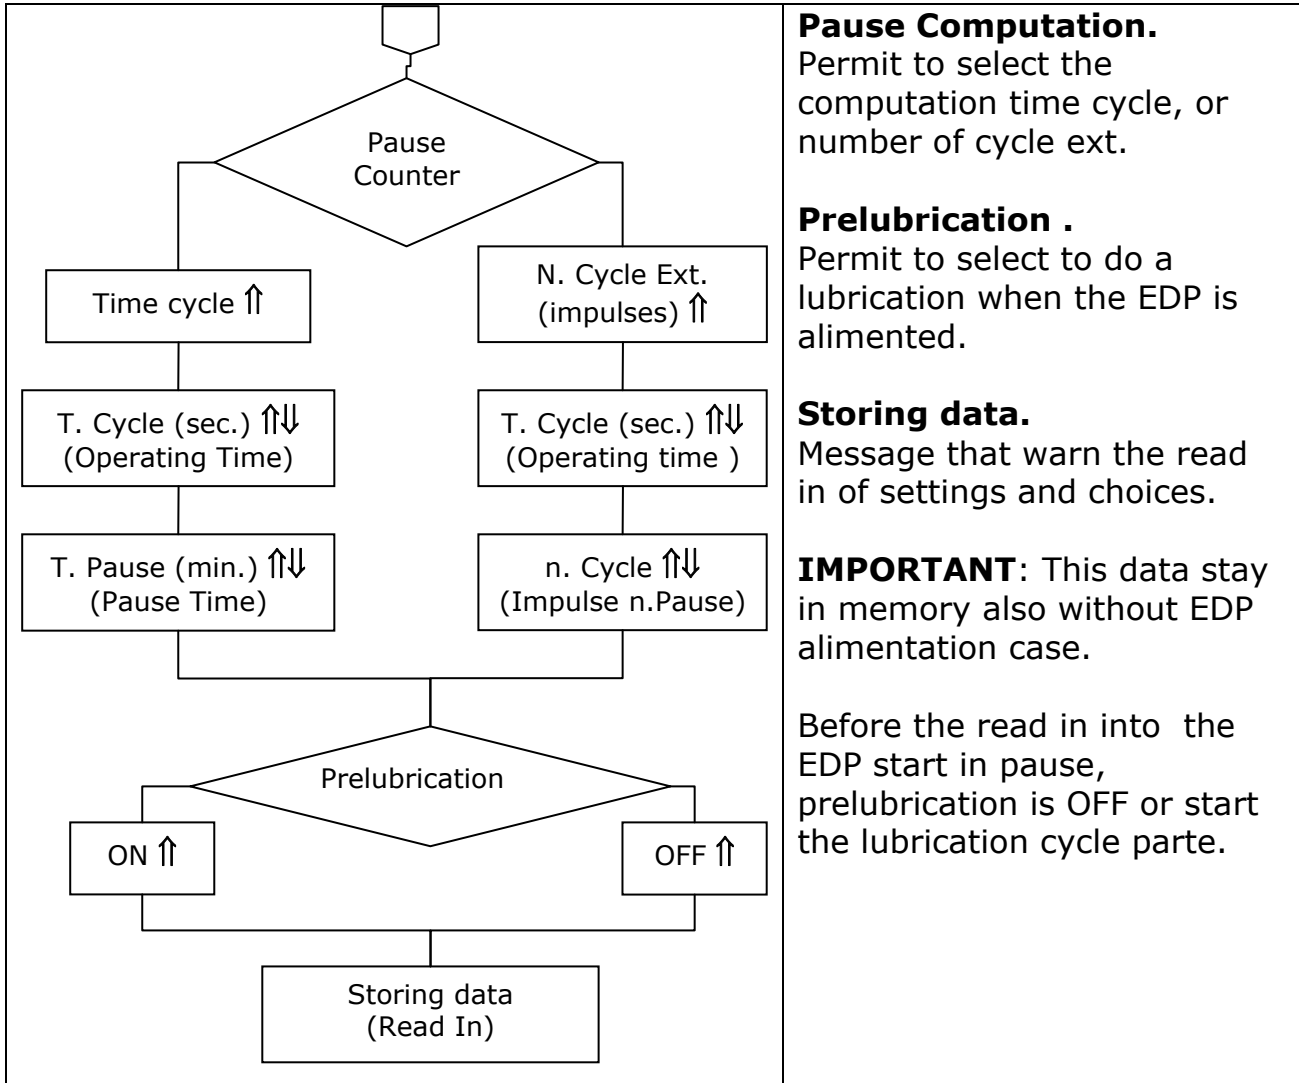 Pause
Counter
Time cycle ⇑
N. Cycle Ext.
(impulses) ⇑
T. Cycle (sec.) ⇑⇓
(Operating Time)
T. Cycle (sec.) ⇑⇓
(Operating time )
T. Pause (min.) ⇑⇓
(Pause Time)
n. Cycle ⇑⇓
(Impulse n.Pause)
Prelubrication
ON ⇑
OFF ⇑
Storing data
(Read In)
Pause Computation.
Permit to select the
computation time cycle, or
number of cycle ext.
Prelubrication .
Permit to select to do a
lubrication when the EDP is
alimented.
Storing data.
Message that warn the read
in of settings and choices.
IMPORTANT: This data stay
in memory also without EDP
alimentation case.
Before the read in into  the
EDP start in pause,
prelubrication is OFF or start
the lubrication cycle parte.